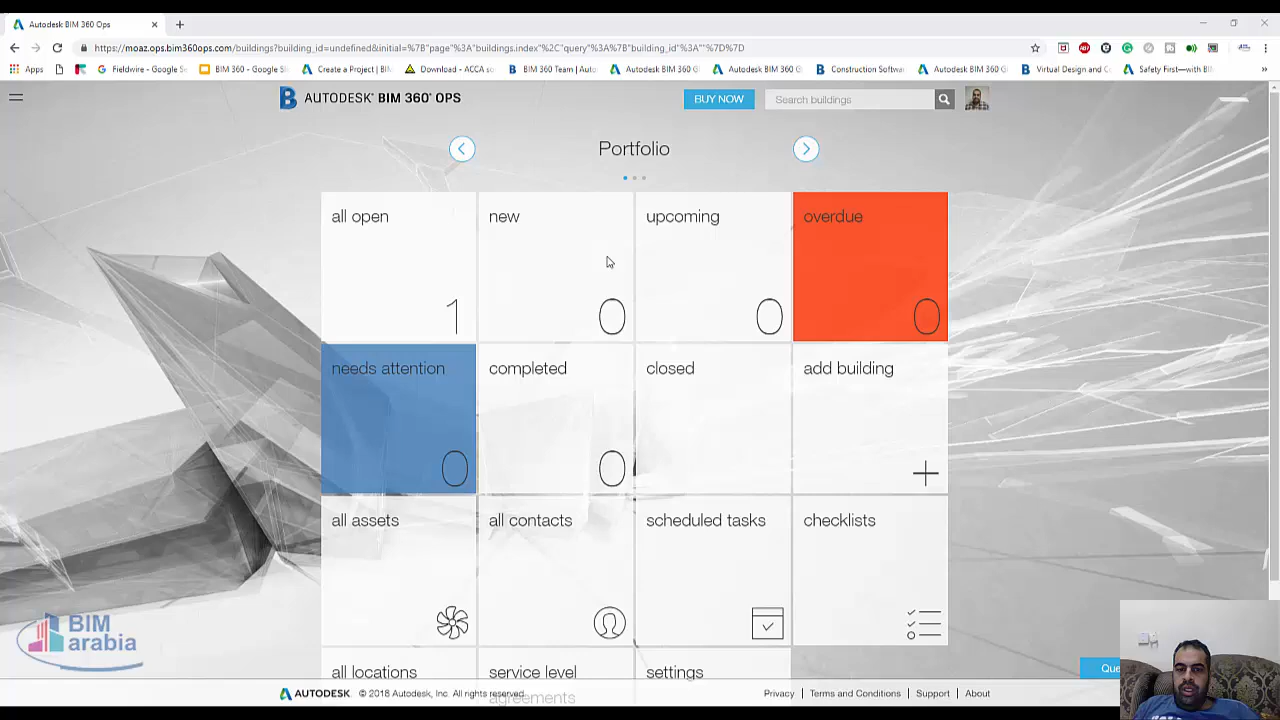 Autodesk BIM 360 Ops
https://moaz.ops.bim360ops.com/buildings?building_id=undefined&initial=%7B"page"%3A"buildings.index"%2C"query"%3A%7B"building_id"%3A""%7D%7D
Apps Fieldwire - Google S BIM 360 - Google Sl Create a Project | BIM Download - ACCA so BIM 360 Team | Auto Autodesk BIM 360 G Autodesk BIM 360 G Construction Softwa Autodesk BIM 360 G Virtual Design and C Safety First—with BIM
AUTODESK® BIM 360® OPS
BUY NOW
Search buildings
Portfolio
all open
new
upcoming
overdue
1
0
0
0
needs attention
completed
closed
add building
0
0
all assets
all contacts
scheduled tasks
checklists
all locations
service level
agreements
settings
BIM
arabia
Que
AUTODESK © 2018 Autodesk, Inc. All rights reserved.
Privacy | Terms and Conditions | Support | About